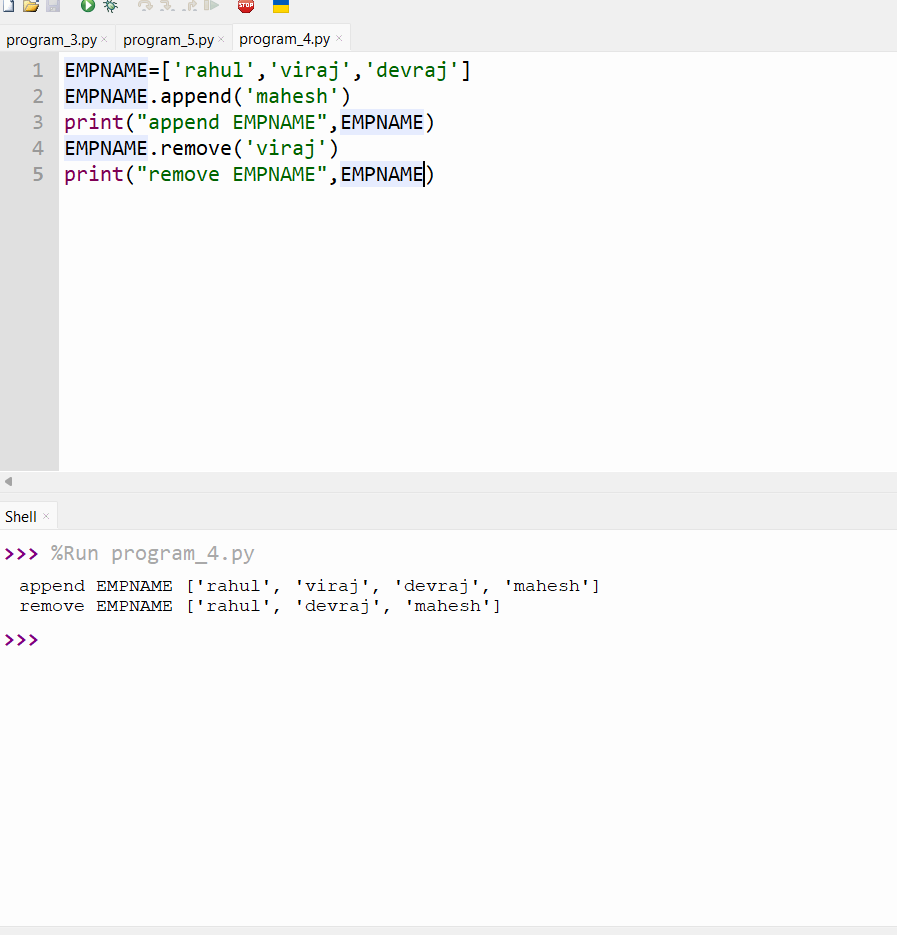 STOP
program_3.py × program_5.py × program_4.py ×
1 EMPNAME=['rahul','viraj','devraj']
2 EMPNAME.append('mahesh')
3 print("append EMPNAME",EMPNAME)
4 EMPNAME.remove('viraj')
5 print("remove EMPNAME",EMPNAME)
Shell ×
>>> %Run program_4.py
append EMPNAME ['rahul', 'viraj', 'devraj', 'mahesh']
remove EMPNAME ['rahul', 'devraj', 'mahesh']
>>>